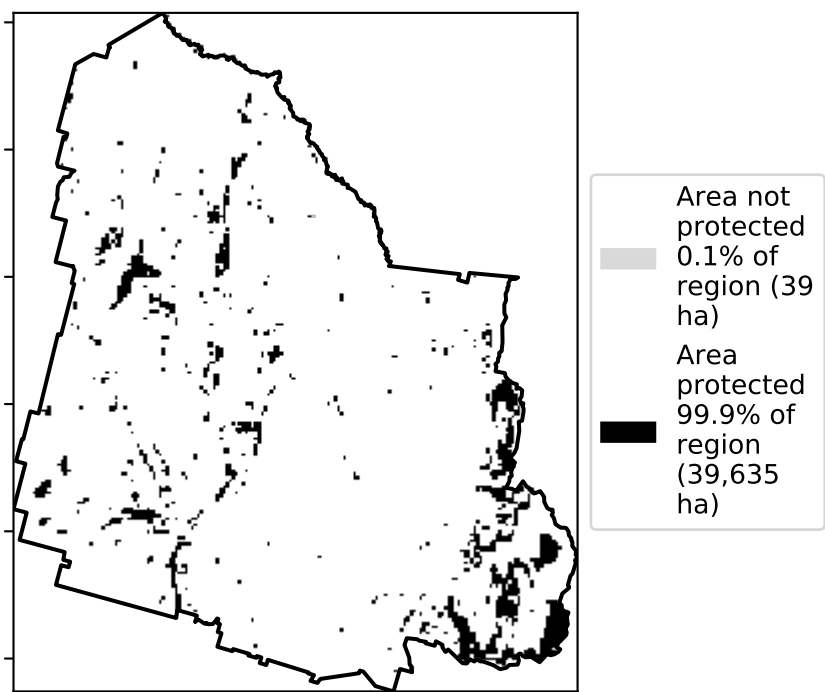 Area not
protected
0.1% of
region (39
ha)
Area
protected
99.9% of
region
(39,635
ha)